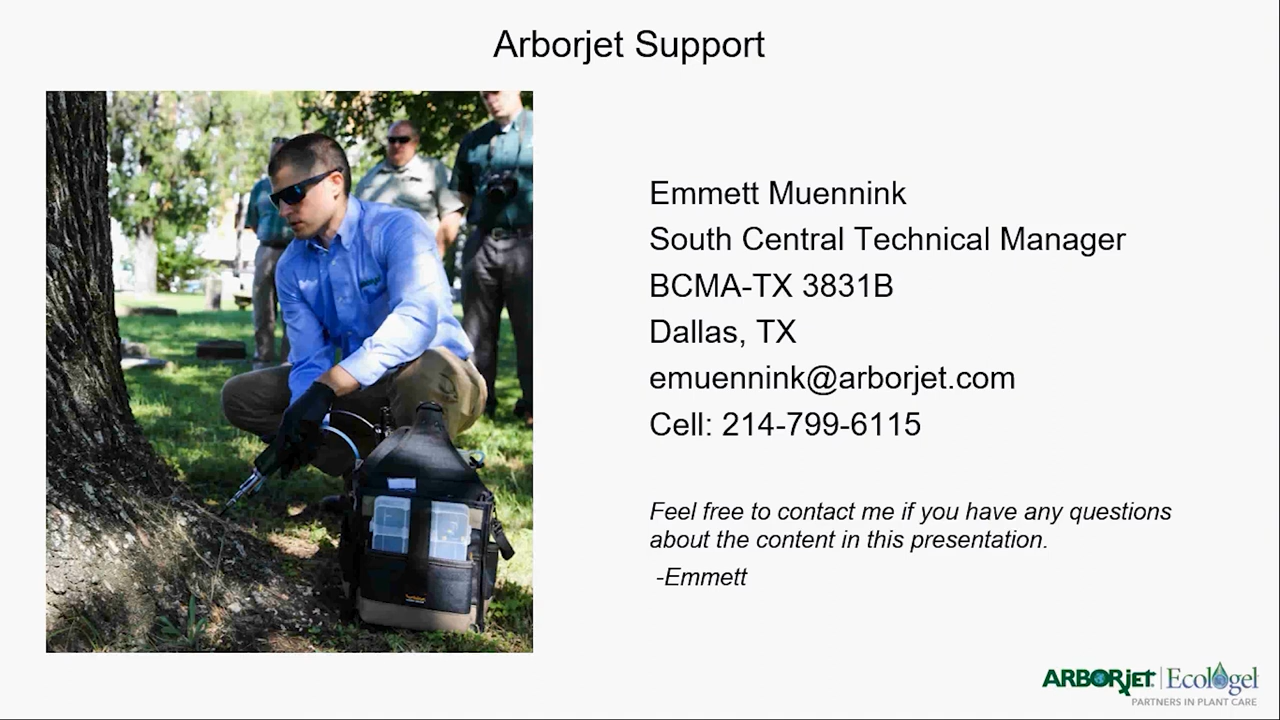 Arborjet Support
Emmett Muennink
South Central Technical Manager
BCMA-TX 3831B
Dallas, TX
emuennink@arborjet.com
Cell: 214-799-6115
Feel free to contact me if you have any questions
about the content in this presentation.
-Emmett
ARBORjet | Ecologel
PARTNERS IN PLANT CARE